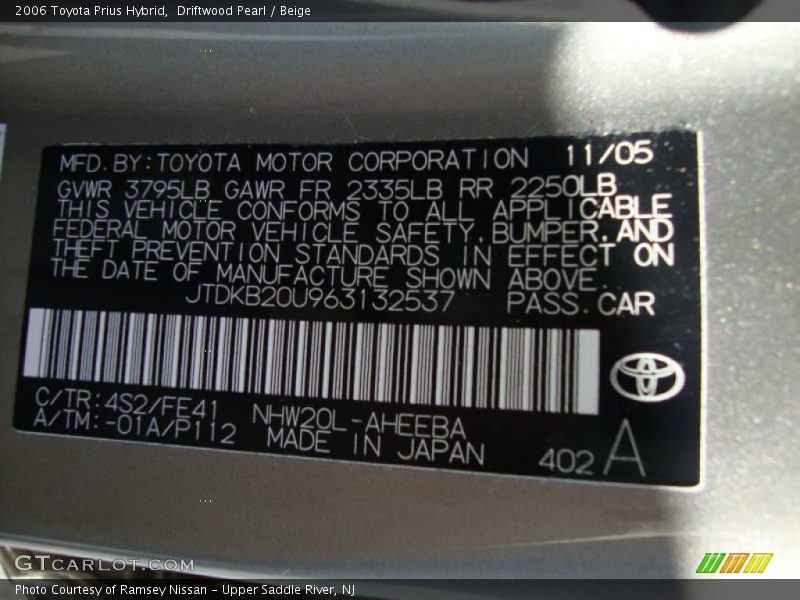 2006 Toyota Prius Hybrid,  Driftwood Pearl / Beige
MFD. BY: TOYOTA MOTOR CORPORATION 11/05
GVWR 3795LB GAWR FR 2335LB RR 2250LB
THIS VEHICLE CONFORMS TO ALL APPLICABLE
FEDERAL MOTOR VEHICLE SAFETY, BUMPER, AND
THEFT PREVENTION STANDARDS IN EFFECT ON
THE DATE OF MANUFACTURE SHOWN ABOVE.
JTDKB20U963132537 PASS. CAR
C/TR: 4S2/FE41 NHW20L-AHEEBA
A/TM: -01A/P112 MADE IN JAPAN 402 A
GTCARLOT.COM
Photo Courtesy of Ramsey Nissan - Upper Saddle River, NJ